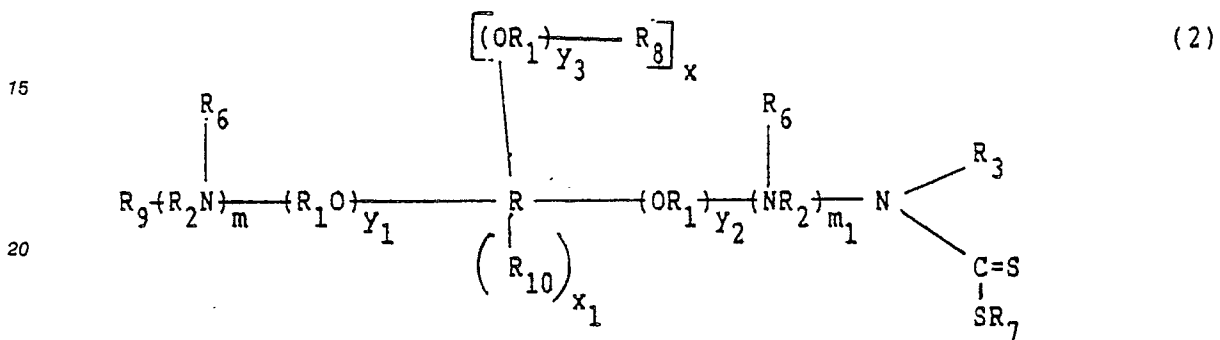 [(OR₁)y₃—R₈]x (2)
15
R₆ R₆
R₃
R₉-(R₂N)m—(R₁O)y₁—R—(OR₁)y₂-(NR₂)m₁—N
20
(R₁₀)x₁ C=S
SR₇